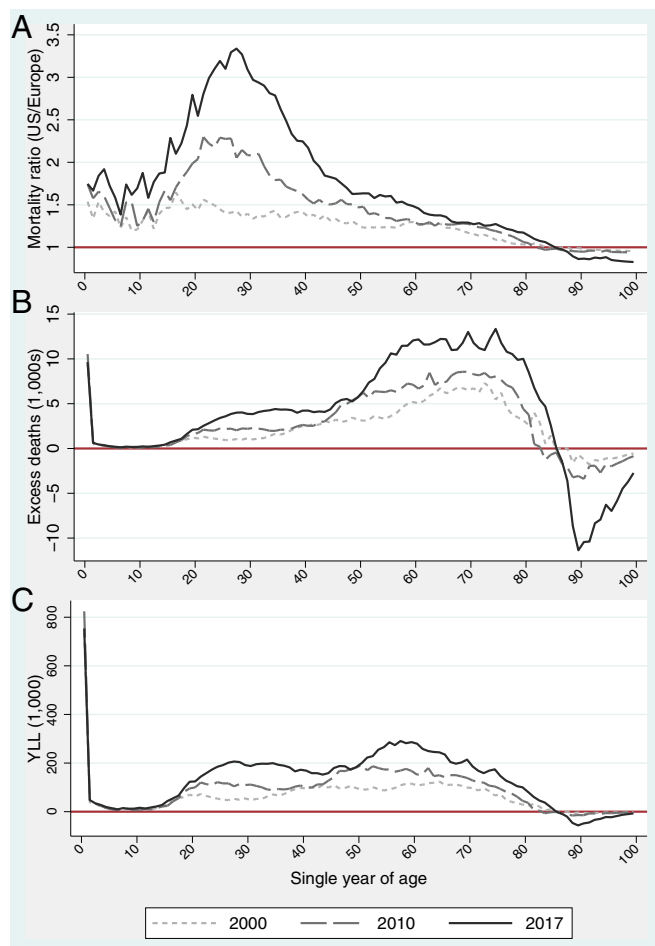 A
Mortality ratio (US/Europe)
3.5
3
2.5
2
1.5
1
0 10 20 30 40 50 60 70 80 90 100
B
Excess deaths (1,000s)
15
10
5
0
−5
−10
0 10 20 30 40 50 60 70 80 90 100
C
YLL (1,000)
800
600
400
200
0
0 10 20 30 40 50 60 70 80 90 100
Single year of age
2000 2010 2017